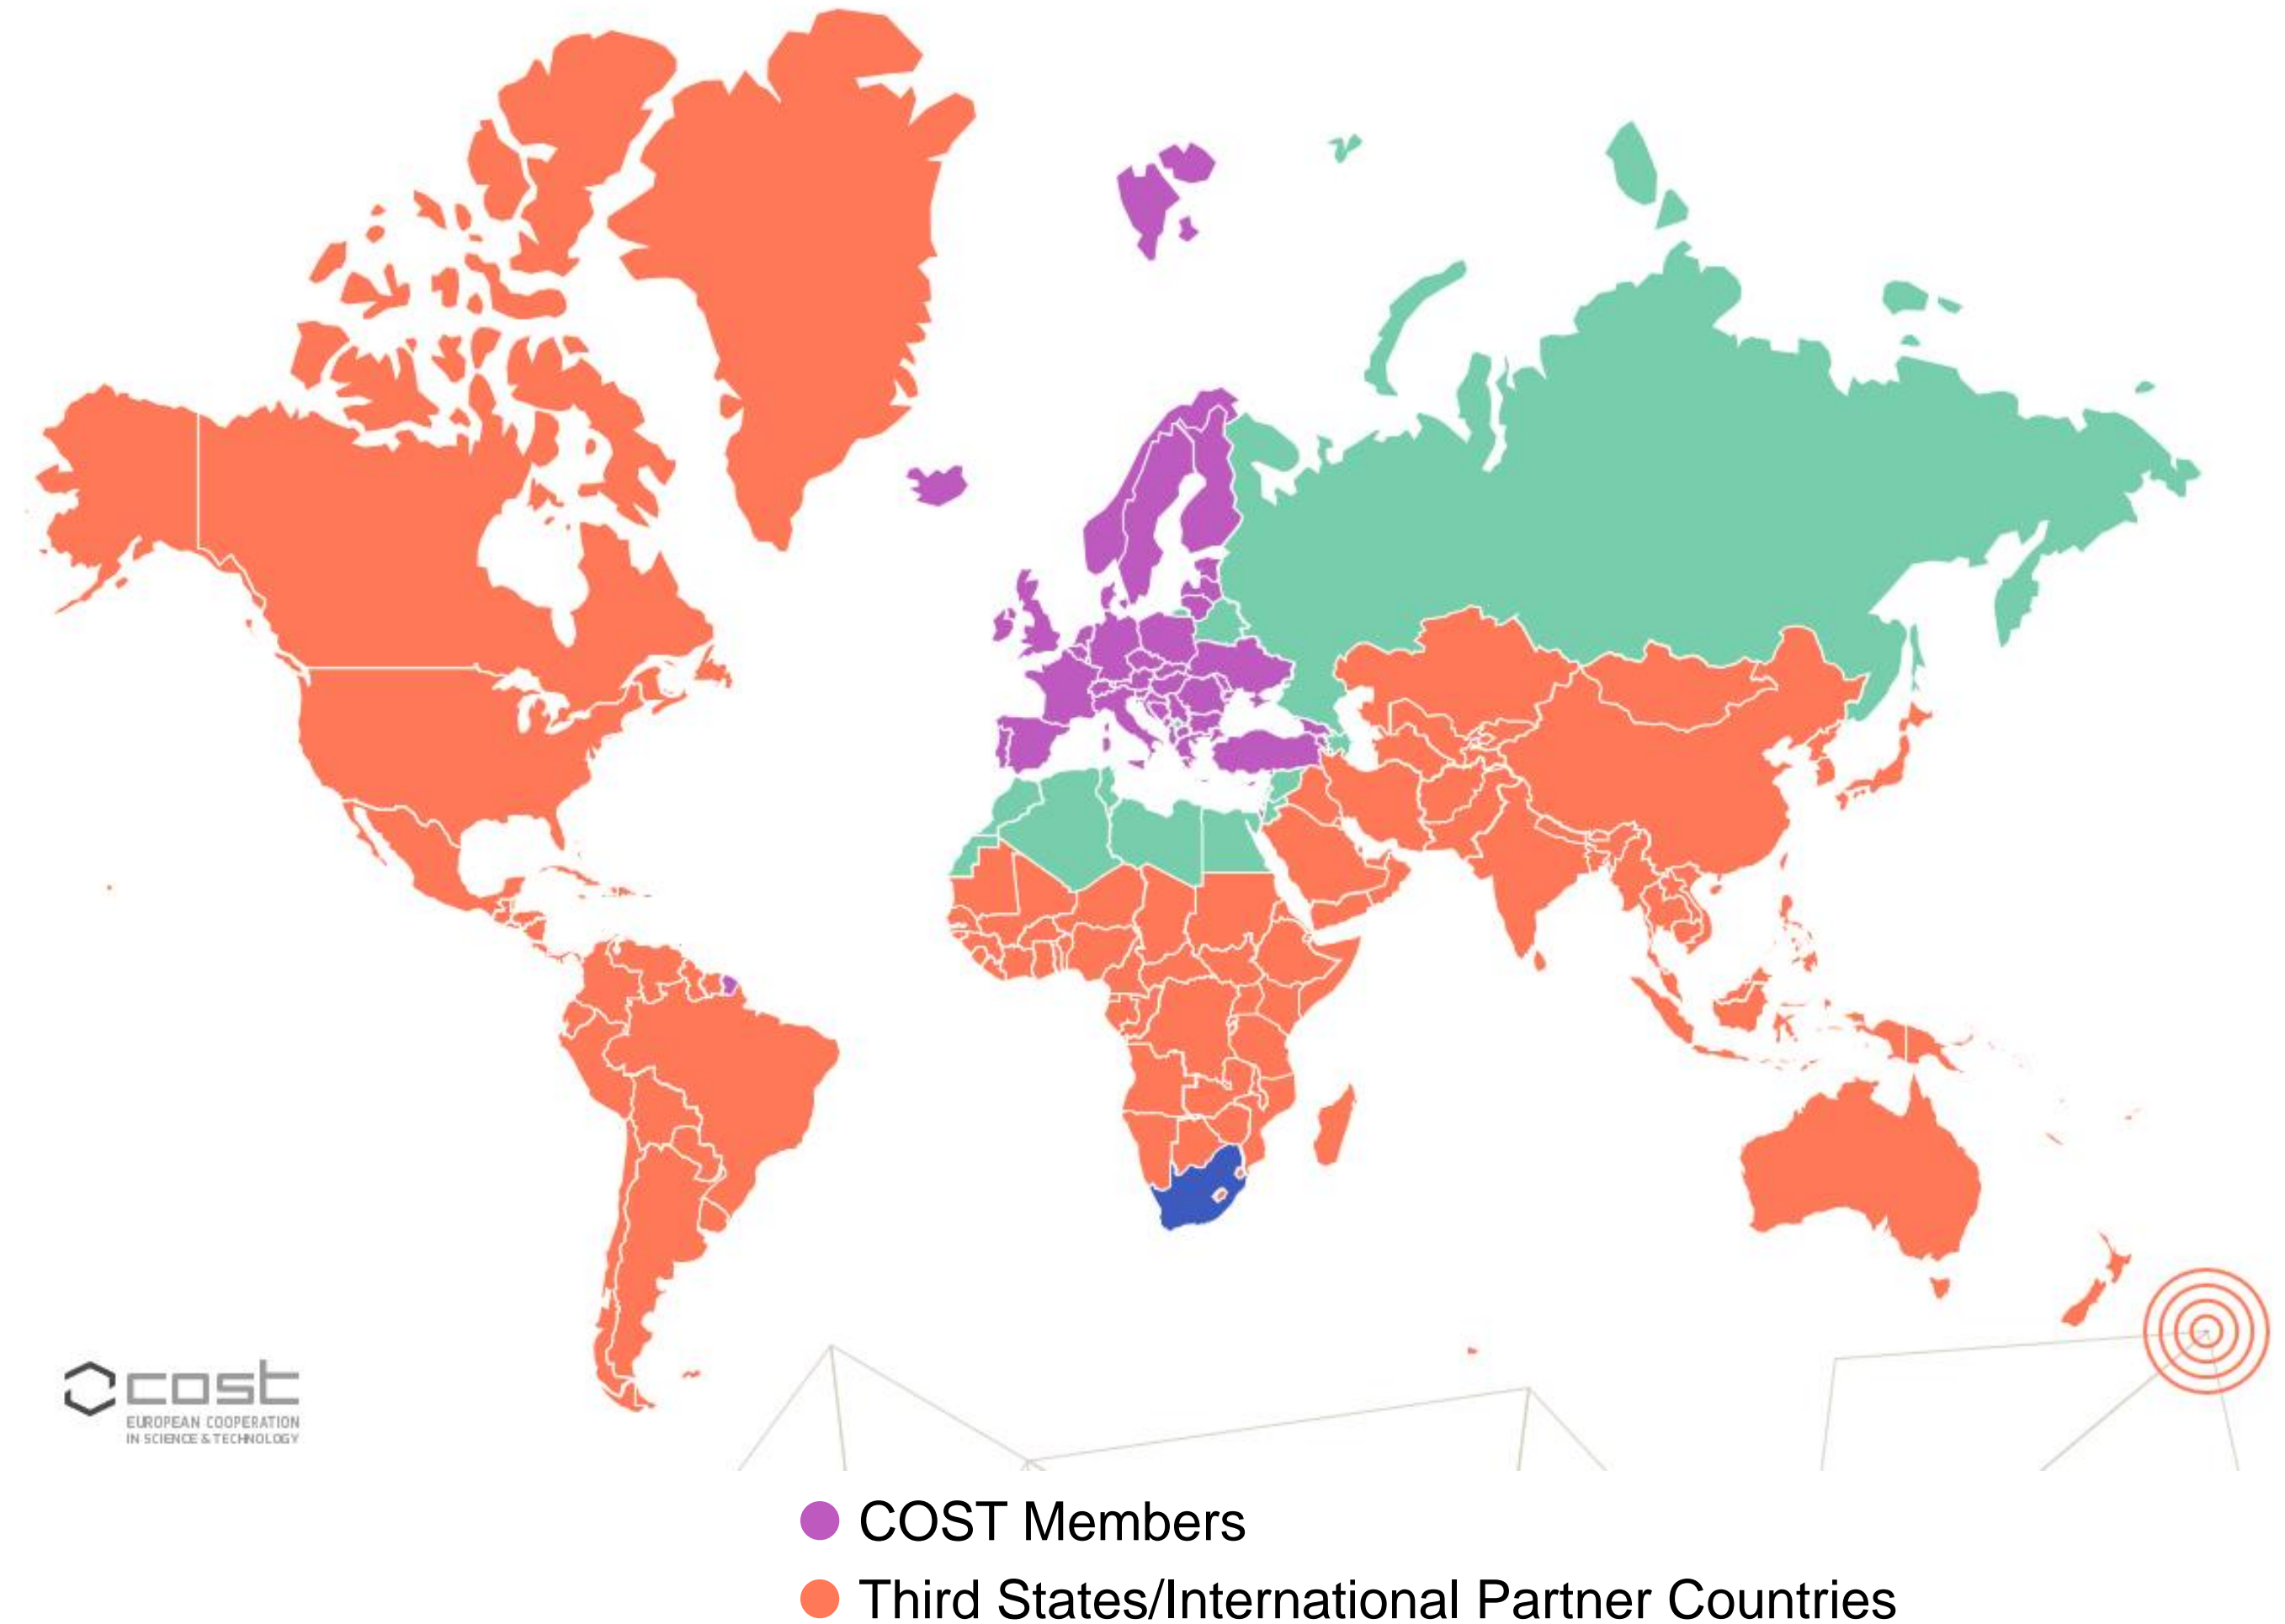 cost
EUROPEAN COOPERATION
IN SCIENCE & TECHNOLOGY
COST Members
Third States/International Partner Countries